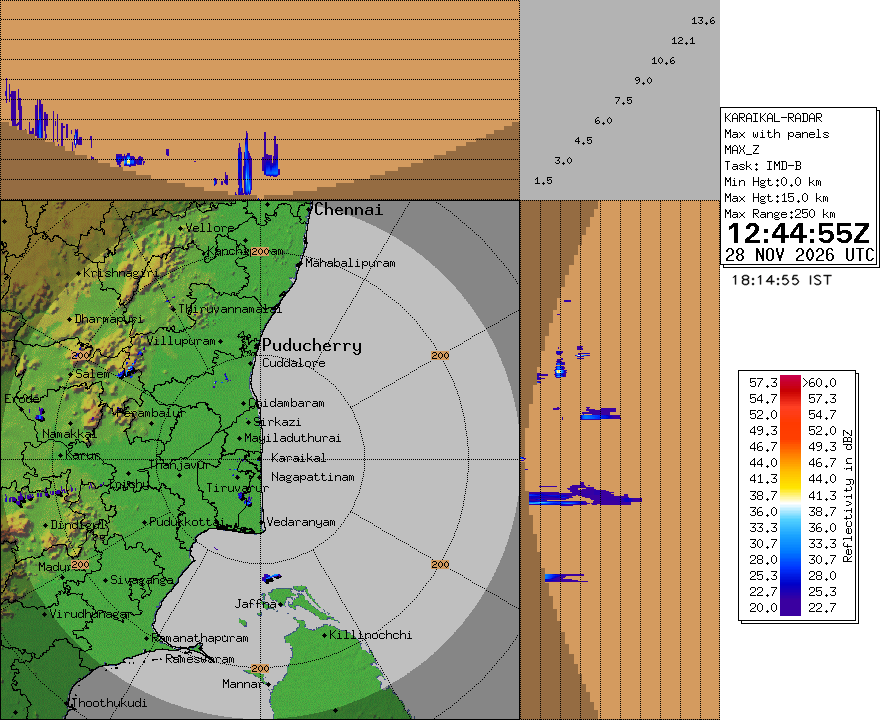 13.6
12.1
10.6
9.0
7.5
6.0
4.5
3.0
1.5
KARAIKAL-RADAR
Max with panels
MAX_Z
Task: IMD-B
Min Hgt:0.0 km
Max Hgt:15.0 km
Max Range:250 km
12:44:55Z
28 NOV 2026 UTC
18:14:55 IST
Chennai
Vellore
200
Mahabalipuram
Krishnagiri
Thiruvannamalai
Dharmapuri
Villupuram
Puducherry
200
200
Cuddalore
Salem
Erode
Chidambaram
Perambalur
Sirkazi
Namakkal
Mayiladuthurai
Karur
Karaikal
Thanjavur
Nagapattinam
Tiruvarur
Dindigul
Pudukkottai
Vedaranyam
200
200
Sivaganga
Jaffna
Virudhunagar
Killinochchi
Ramanathapuram
Rameswaram
200
Mannar
Thoothukudi
57.3 >60.0
54.7 57.3
52.0 54.7
49.3 52.0
46.7 49.3
44.0 46.7
41.3 44.0
38.7 41.3
36.0 38.7
33.3 36.0
30.7 33.3
28.0 30.7
25.3 28.0
22.7 25.3
20.0 22.7
Reflectivity in dBZ